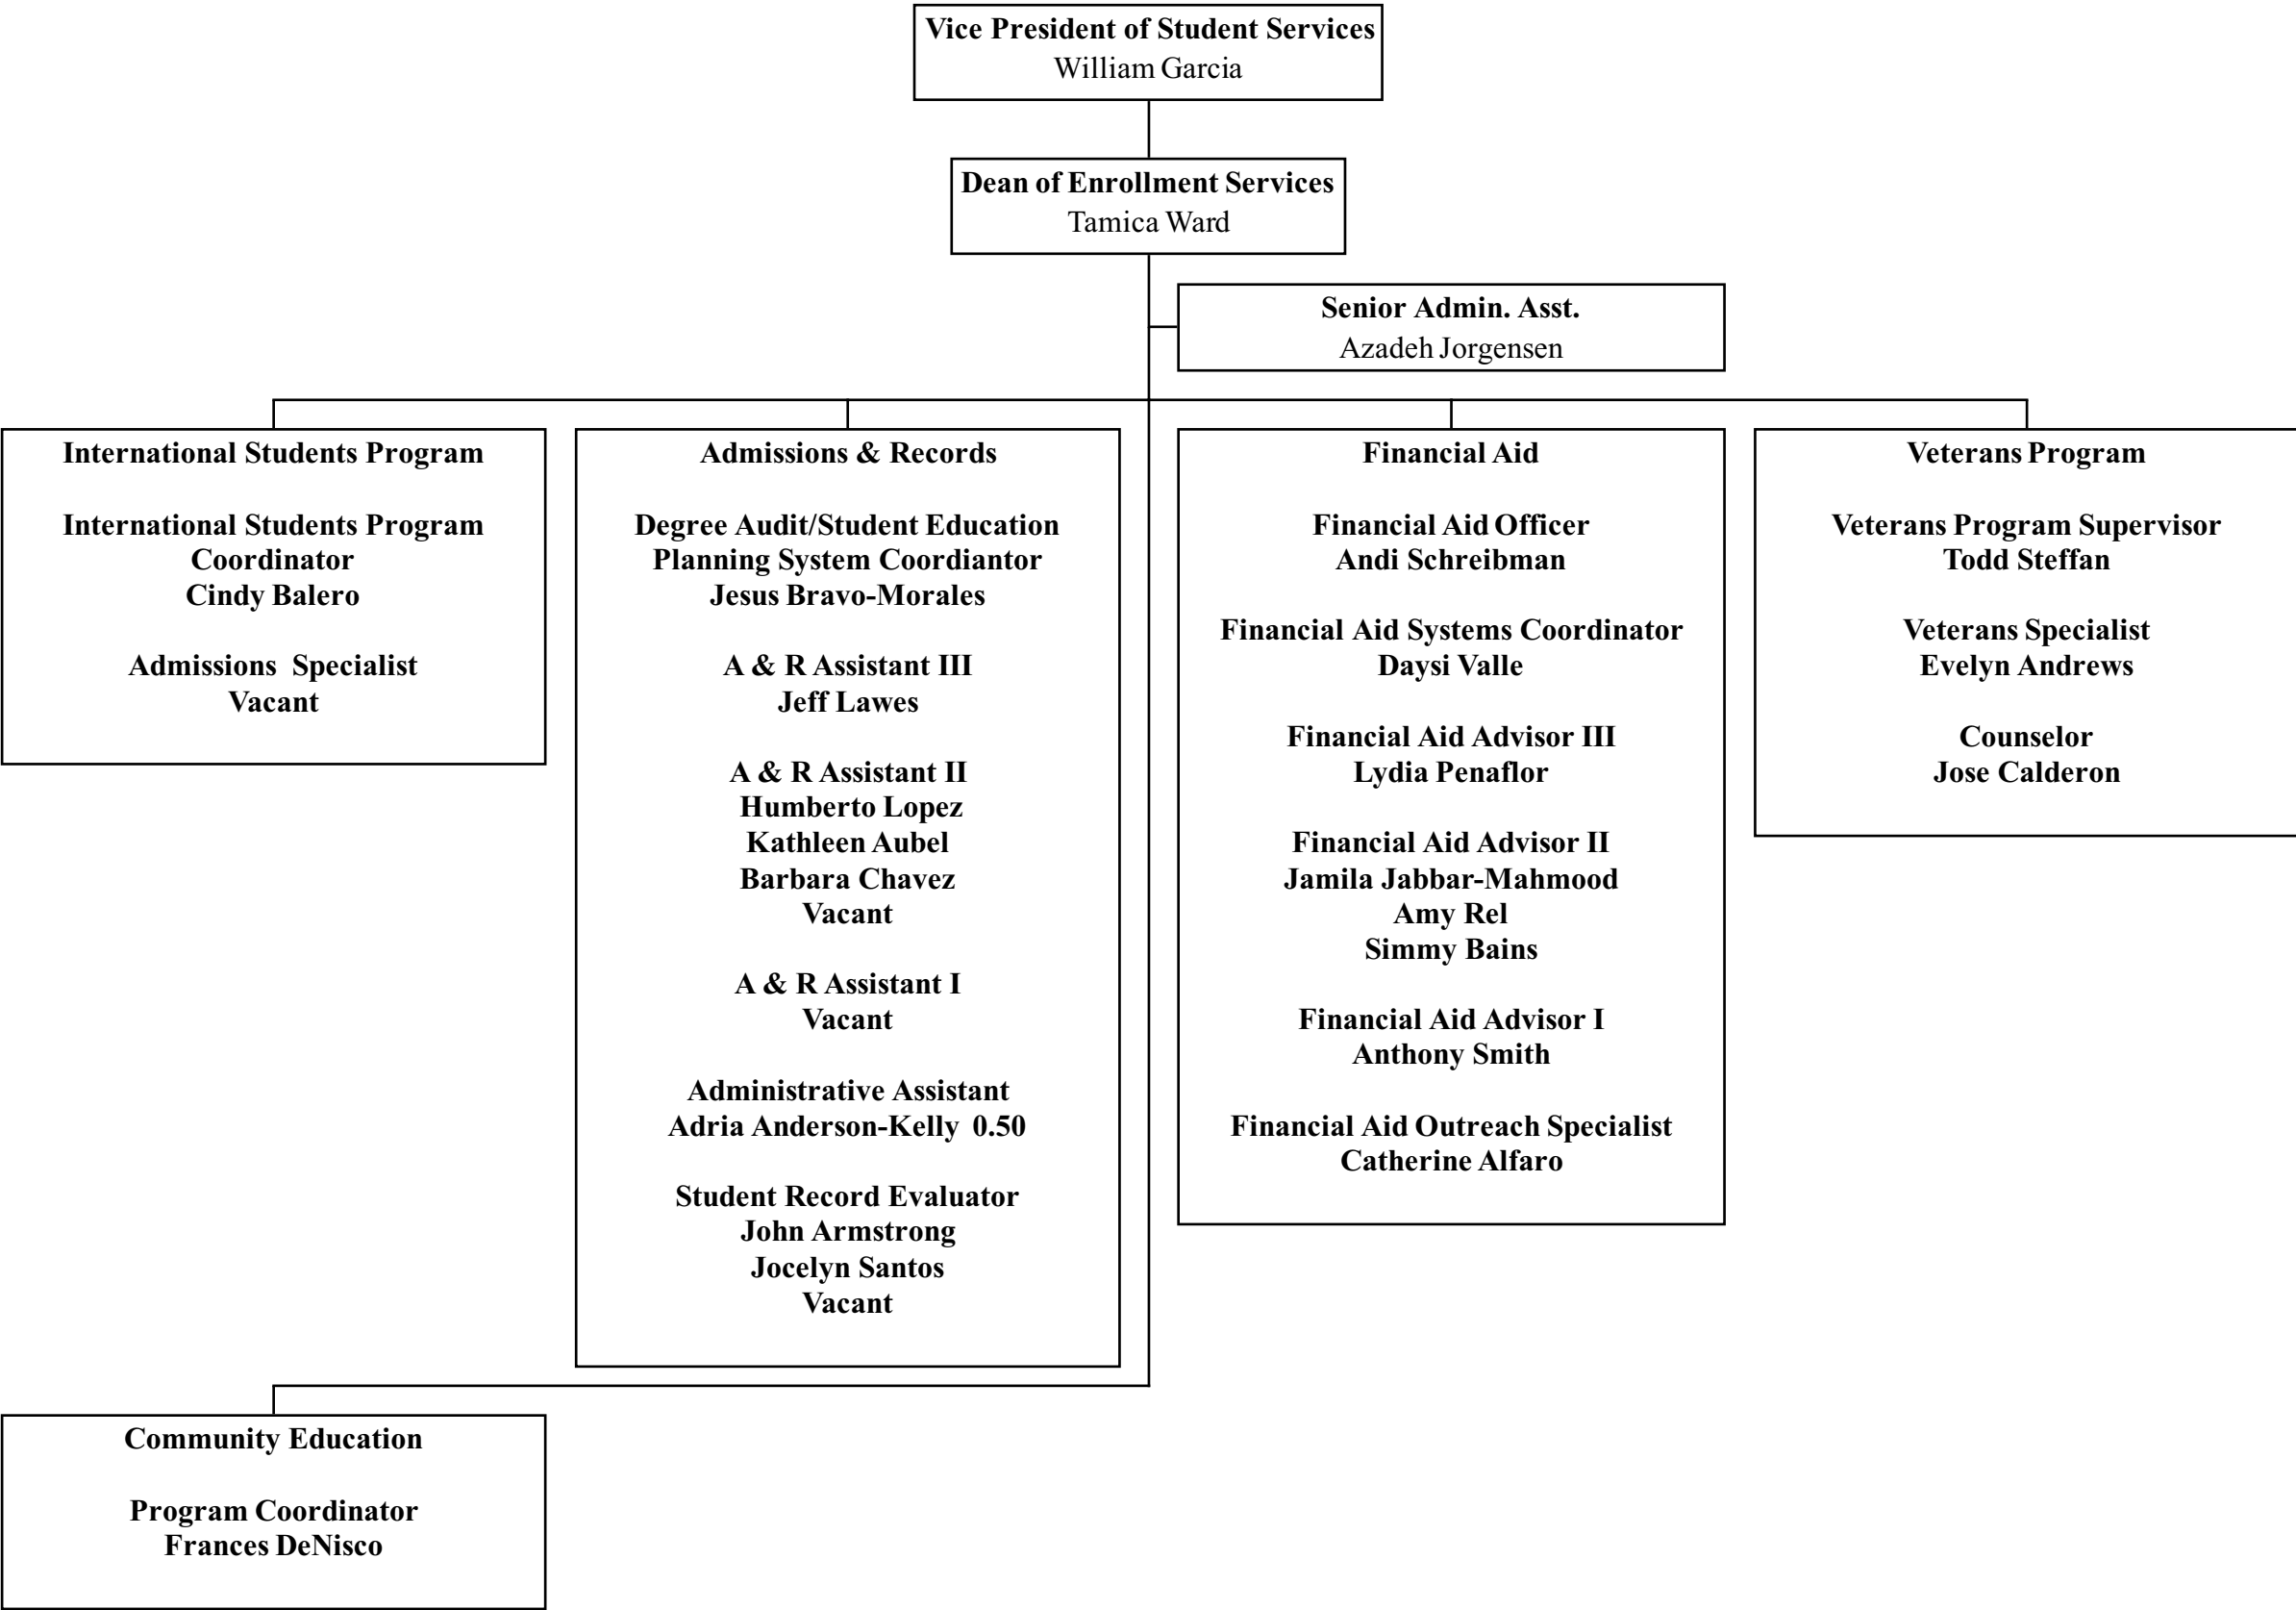 Vice President of Student Services
William Garcia
Dean of Enrollment Services
Tamica Ward
Senior Admin. Asst.
Azadeh Jorgensen
International Students Program
International Students Program
Coordinator
Cindy Balero
Admissions Specialist
Vacant
Admissions & Records
Degree Audit/Student Education
Planning System Coordiantor
Jesus Bravo-Morales
A & R Assistant III
Jeff Lawes
A & R Assistant II
Humberto Lopez
Kathleen Aubel
Barbara Chavez
Vacant
A & R Assistant I
Vacant
Administrative Assistant
Adria Anderson-Kelly 0.50
Student Record Evaluator
John Armstrong
Jocelyn Santos
Vacant
Financial Aid
Financial Aid Officer
Andi Schreibman
Financial Aid Systems Coordinator
Daysi Valle
Financial Aid Advisor III
Lydia Penaflor
Financial Aid Advisor II
Jamila Jabbar-Mahmood
Amy Rel
Simmy Bains
Financial Aid Advisor I
Anthony Smith
Financial Aid Outreach Specialist
Catherine Alfaro
Veterans Program
Veterans Program Supervisor
Todd Steffan
Veterans Specialist
Evelyn Andrews
Counselor
Jose Calderon
Community Education
Program Coordinator
Frances DeNisco